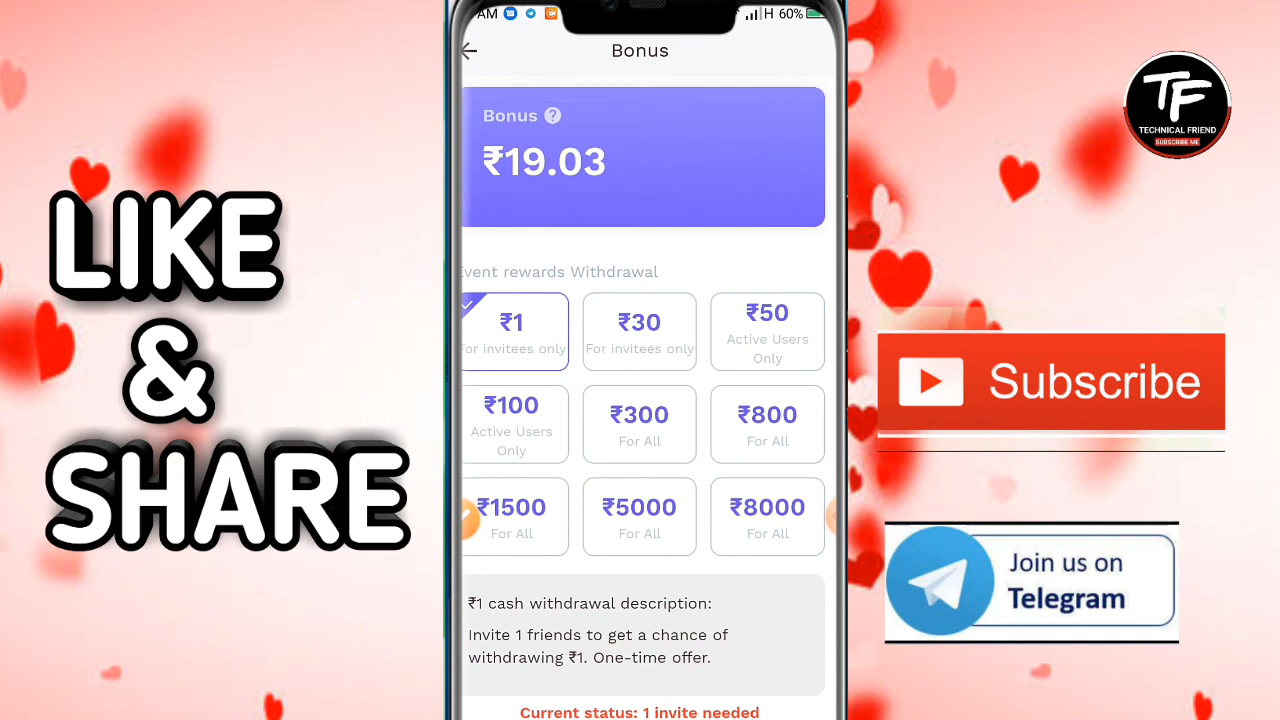 LIKE
&
SHARE
AM
H 60%
Bonus
Bonus ?
₹19.03
Event rewards Withdrawal
₹1
For invitees only
₹30
For invitees only
₹50
Active Users
Only
₹100
Active Users
Only
₹300
For All
₹800
For All
₹1500
For All
₹5000
For All
₹8000
For All
₹1 cash withdrawal description:
Invite 1 friends to get a chance of
withdrawing ₹1. One-time offer.
Current status: 1 invite needed
TF
TECHNICAL FRIEND
SUBSCRIBE ME
Subscribe
Join us on
Telegram